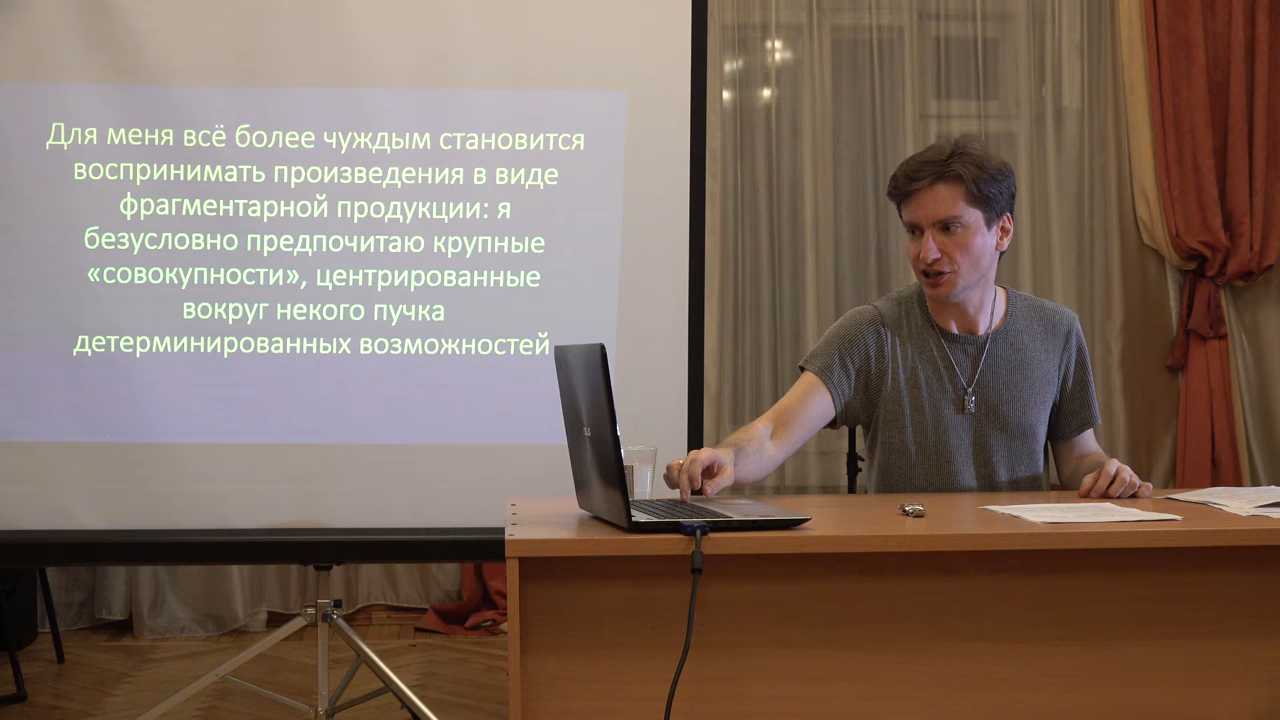 Для меня всё более чуждым становится
воспринимать произведения в виде
фрагментарной продукции: я
безусловно предпочитаю крупные
«совокупности», центрированные
вокруг некого пучка
детерминированных возможностей